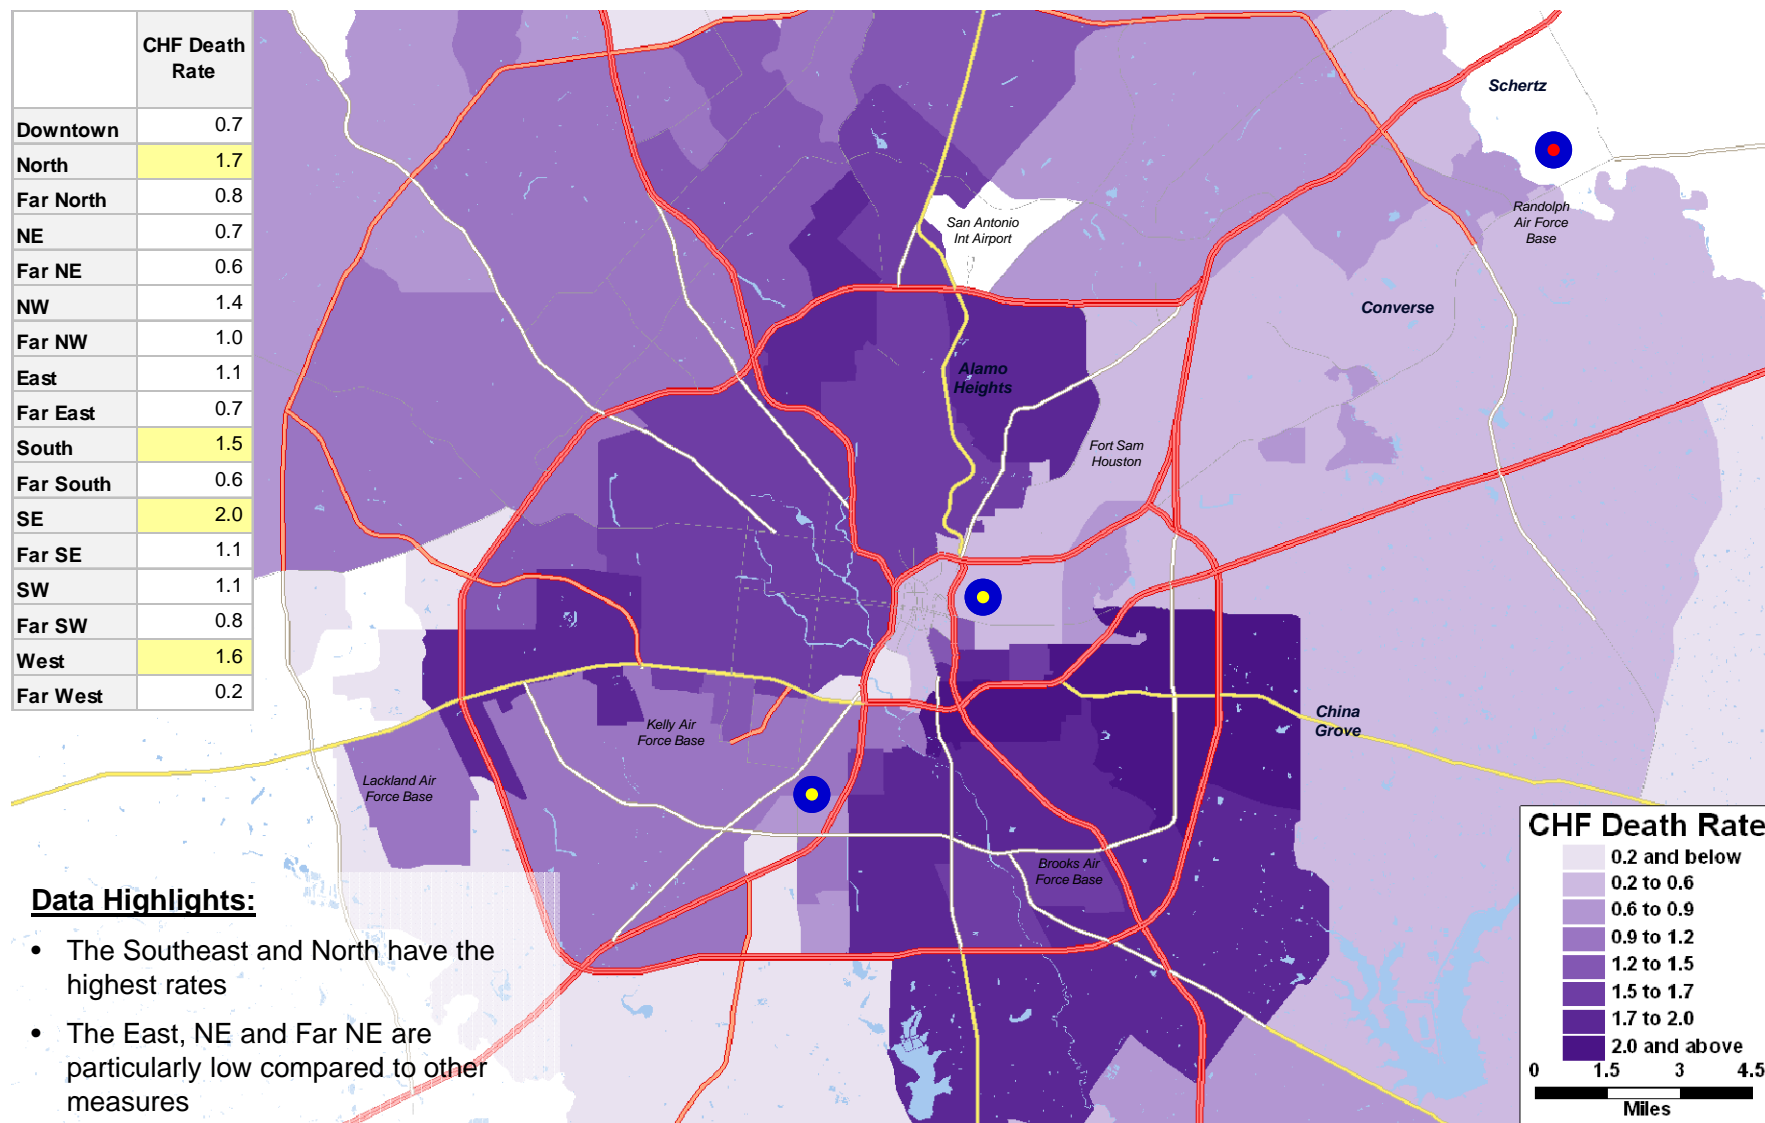 CHF Death
Rate
Downtown 0.7
North 1.7
Far North 0.8
NE 0.7
Far NE 0.6
NW 1.4
Far NW 1.0
East 1.1
Far East 0.7
South 1.5
Far South 0.6
SE 2.0
Far SE 1.1
SW 1.1
Far SW 0.8
West 1.6
Far West 0.2
Schertz
Randolph
Air Force
Base
San Antonio
Int Airport
Converse
Alamo
Heights
Fort Sam
Houston
Kelly Air
Force Base
China
Grove
Lackland Air
Force Base
Brooks Air
Force Base
Data Highlights:
• The Southeast and North have the
highest rates
• The East, NE and Far NE are
particularly low compared to other
measures
CHF Death Rate
0.2 and below
0.2 to 0.6
0.6 to 0.9
0.9 to 1.2
1.2 to 1.5
1.5 to 1.7
1.7 to 2.0
2.0 and above
0 1.5 3 4.5
Miles